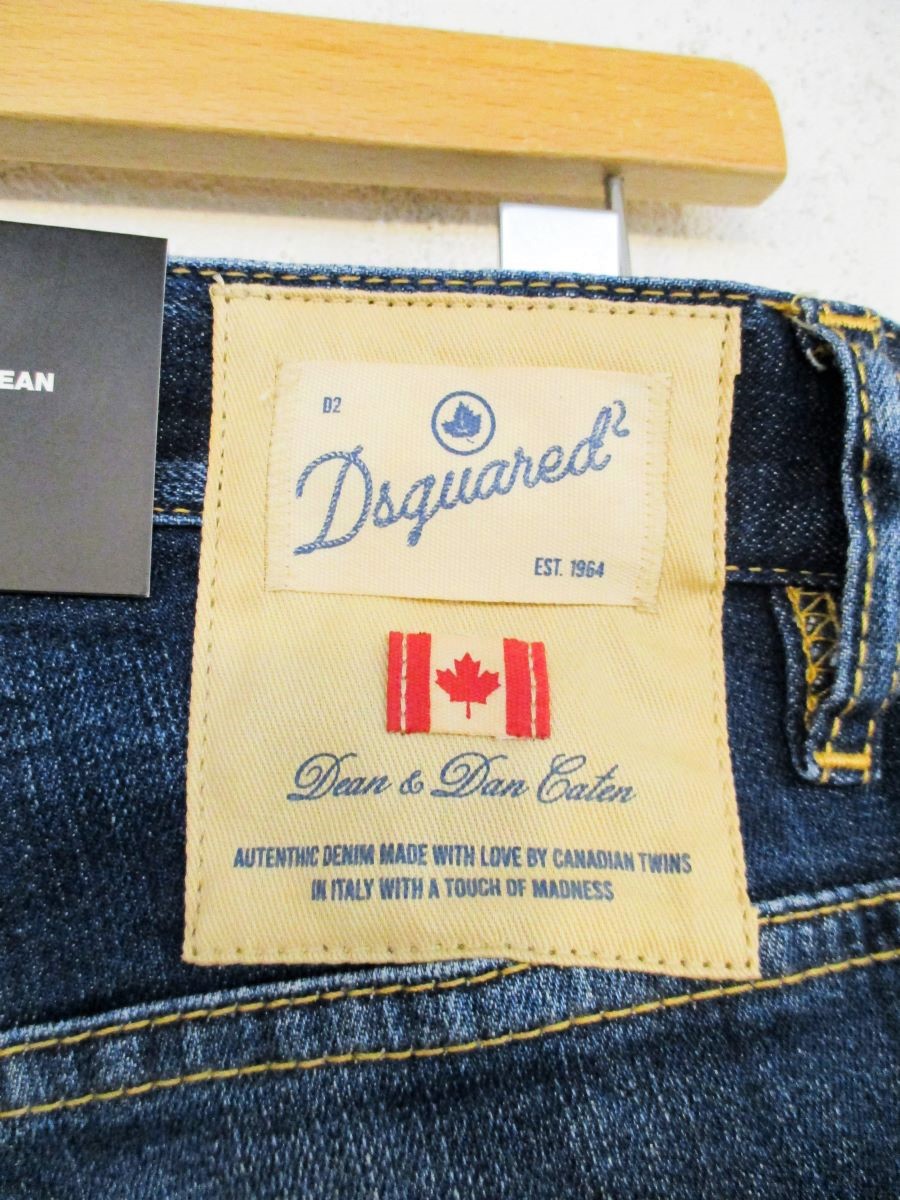 EAN
D2
Dsquared²
EST. 1964
Dean & Dan Caten
AUTENTHIC DENIM MADE WITH LOVE BY CANADIAN TWINS
IN ITALY WITH A TOUCH OF MADNESS